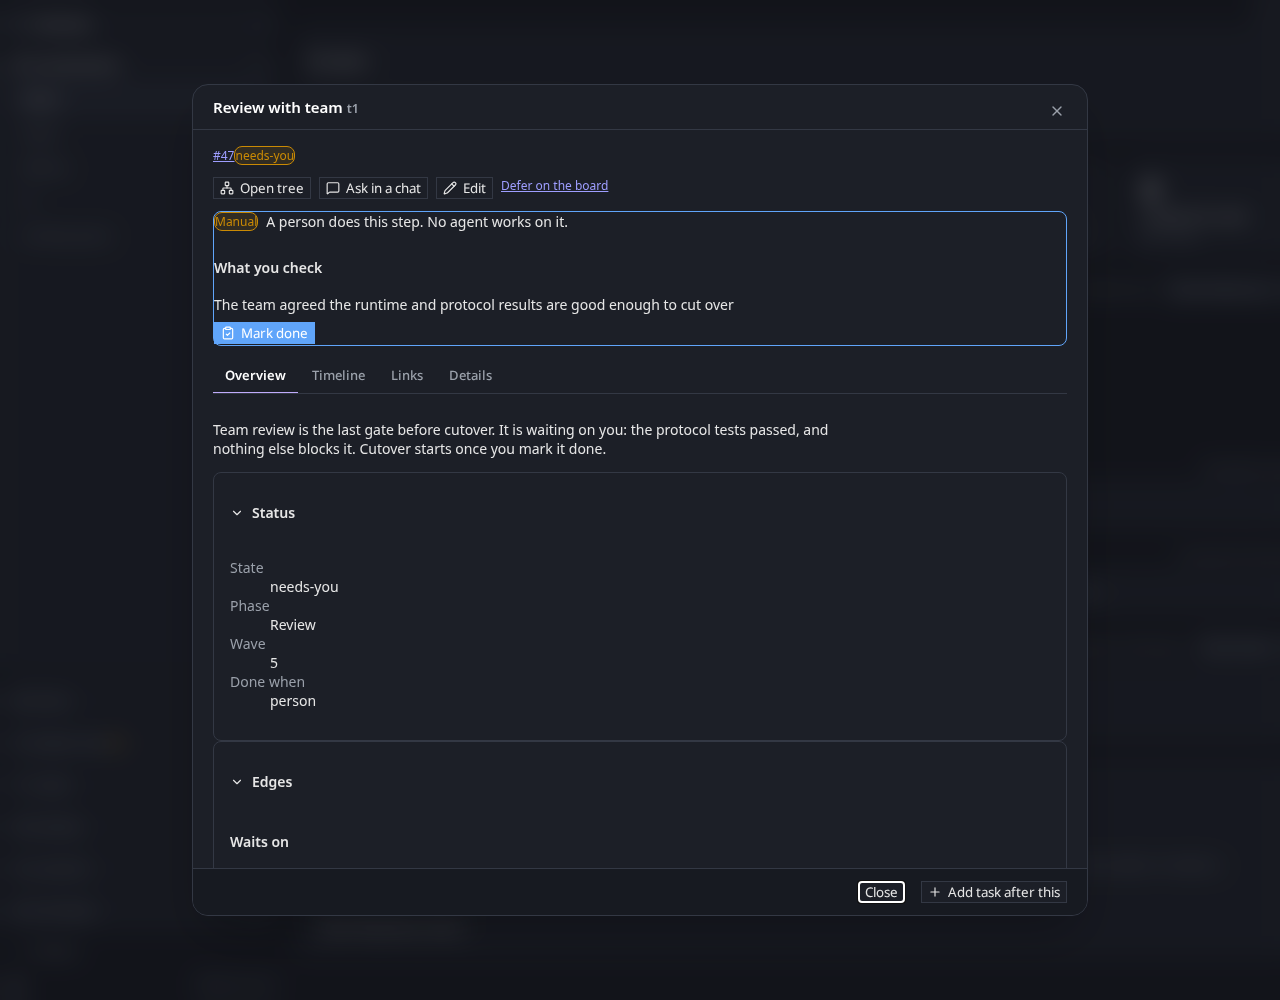 Review with team t1
#47 needs-you
Open tree Ask in a chat Edit Defer on the board
Manual A person does this step. No agent works on it.
What you check
The team agreed the runtime and protocol results are good enough to cut over
Mark done
Overview Timeline Links Details
Team review is the last gate before cutover. It is waiting on you: the protocol tests passed, and
nothing else blocks it. Cutover starts once you mark it done.
Status
State
needs-you
Phase
Review
Wave
5
Done when
person
Edges
Waits on
Close Add task after this